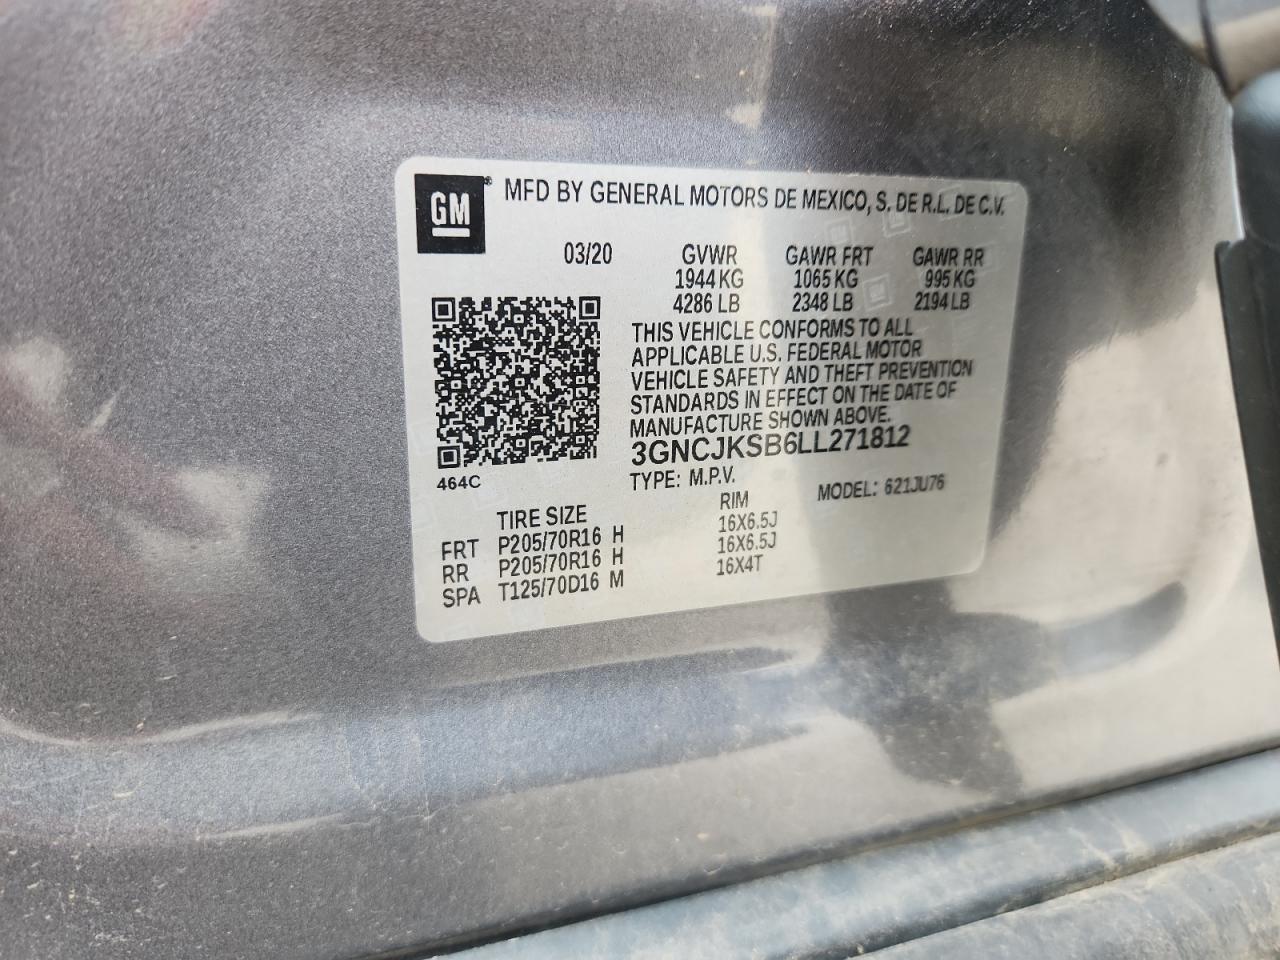 GM® MFD BY GENERAL MOTORS DE MEXICO, S. DE R.L. DE C.V.
03/20 GVWR GAWR FRT GAWR RR
1944 KG 1065 KG 995 KG
4286 LB 2348 LB 2194 LB
THIS VEHICLE CONFORMS TO ALL
APPLICABLE U.S. FEDERAL MOTOR
VEHICLE SAFETY AND THEFT PREVENTION
STANDARDS IN EFFECT ON THE DATE OF
MANUFACTURE SHOWN ABOVE.
3GNCJKSB6LL271812
464C
TYPE: M.P.V. MODEL: 621JU76
TIRE SIZE RIM
FRT P205/70R16 H 16X6.5J
RR P205/70R16 H 16X6.5J
SPA T125/70D16 M 16X4T